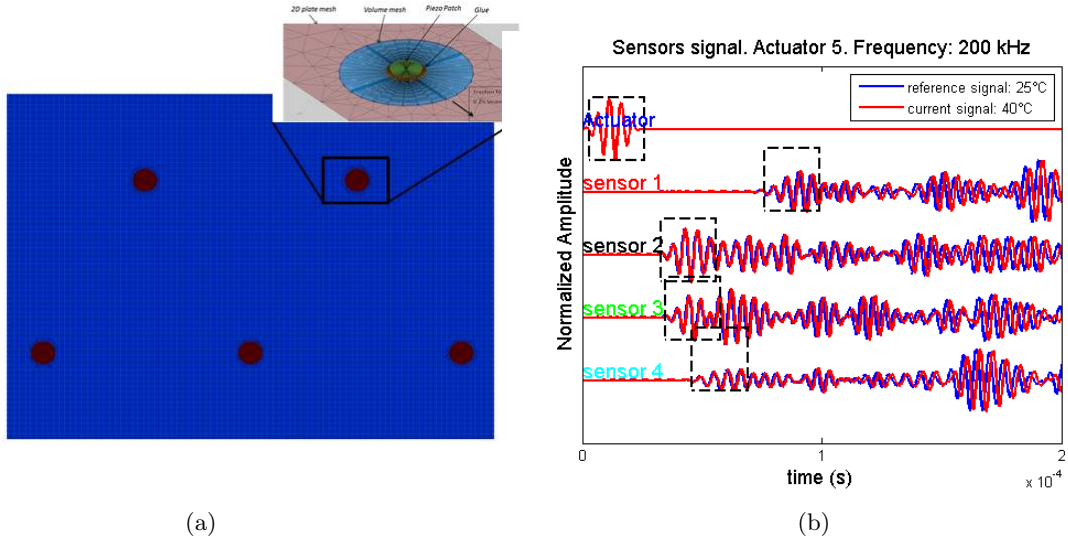 2D plate mesh Volume mesh Piezo Patch Glue
Sensors signal. Actuator 5. Frequency: 200 kHz
reference signal: 25°C
current signal: 40°C
Actuator
sensor 1
sensor 2
sensor 3
sensor 4
Normalized Amplitude
0 1 2
time (s)
x 10⁻⁴
(a) (b)